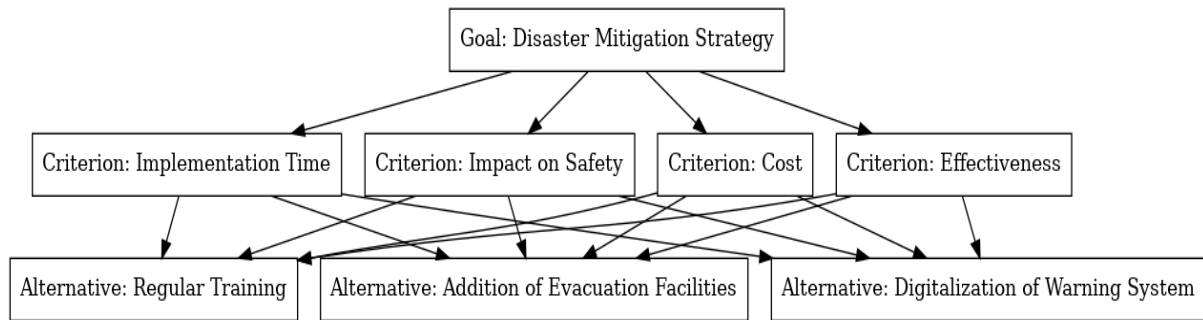 Goal: Disaster Mitigation Strategy
Criterion: Implementation Time
Criterion: Impact on Safety
Criterion: Cost
Criterion: Effectiveness
Alternative: Regular Training
Alternative: Addition of Evacuation Facilities
Alternative: Digitalization of Warning System